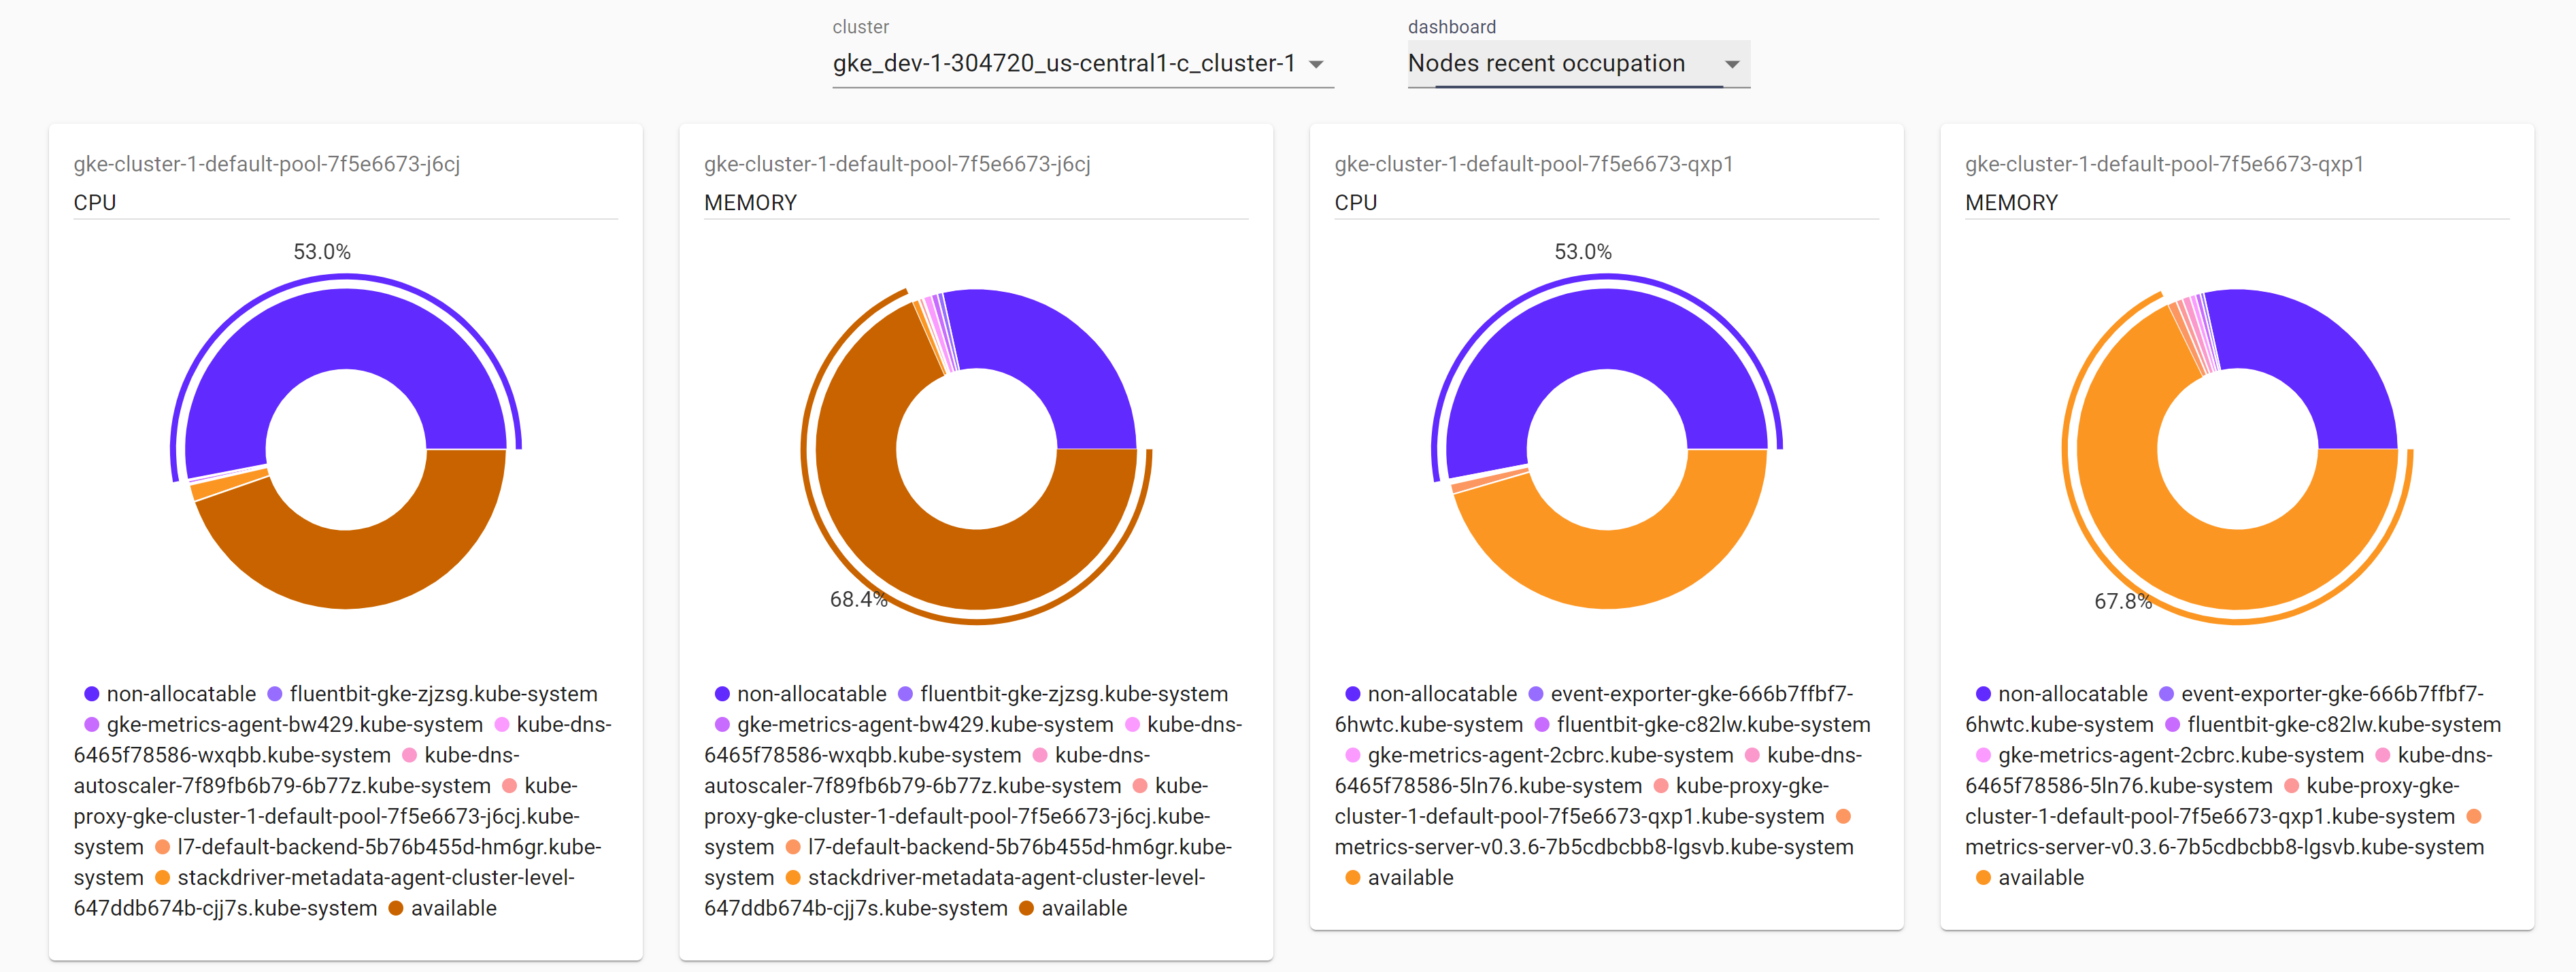 cluster
gke_dev-1-304720_us-central1-c_cluster-1
dashboard
Nodes recent occupation
gke-cluster-1-default-pool-7f5e6673-j6cj
CPU
53.0%
non-allocatable fluentbit-gke-zjzsg.kube-system
gke-metrics-agent-bw429.kube-system kube-dns-
6465f78586-wxqbb.kube-system kube-dns-
autoscaler-7f89fb6b79-6b77z.kube-system kube-
proxy-gke-cluster-1-default-pool-7f5e6673-j6cj.kube-
system l7-default-backend-5b76b455d-hm6gr.kube-
system stackdriver-metadata-agent-cluster-level-
647ddb674b-cjj7s.kube-system available
gke-cluster-1-default-pool-7f5e6673-j6cj
MEMORY
68.4%
non-allocatable fluentbit-gke-zjzsg.kube-system
gke-metrics-agent-bw429.kube-system kube-dns-
6465f78586-wxqbb.kube-system kube-dns-
autoscaler-7f89fb6b79-6b77z.kube-system kube-
proxy-gke-cluster-1-default-pool-7f5e6673-j6cj.kube-
system l7-default-backend-5b76b455d-hm6gr.kube-
system stackdriver-metadata-agent-cluster-level-
647ddb674b-cjj7s.kube-system available
gke-cluster-1-default-pool-7f5e6673-qxp1
CPU
53.0%
non-allocatable event-exporter-gke-666b7ffbf7-
6hwtc.kube-system fluentbit-gke-c82lw.kube-system
gke-metrics-agent-2cbrc.kube-system kube-dns-
6465f78586-5ln76.kube-system kube-proxy-gke-
cluster-1-default-pool-7f5e6673-qxp1.kube-system
metrics-server-v0.3.6-7b5cdbcbb8-lgsvb.kube-system
available
gke-cluster-1-default-pool-7f5e6673-qxp1
MEMORY
67.8%
non-allocatable event-exporter-gke-666b7ffbf7-
6hwtc.kube-system fluentbit-gke-c82lw.kube-system
gke-metrics-agent-2cbrc.kube-system kube-dns-
6465f78586-5ln76.kube-system kube-proxy-gke-
cluster-1-default-pool-7f5e6673-qxp1.kube-system
metrics-server-v0.3.6-7b5cdbcbb8-lgsvb.kube-system
available